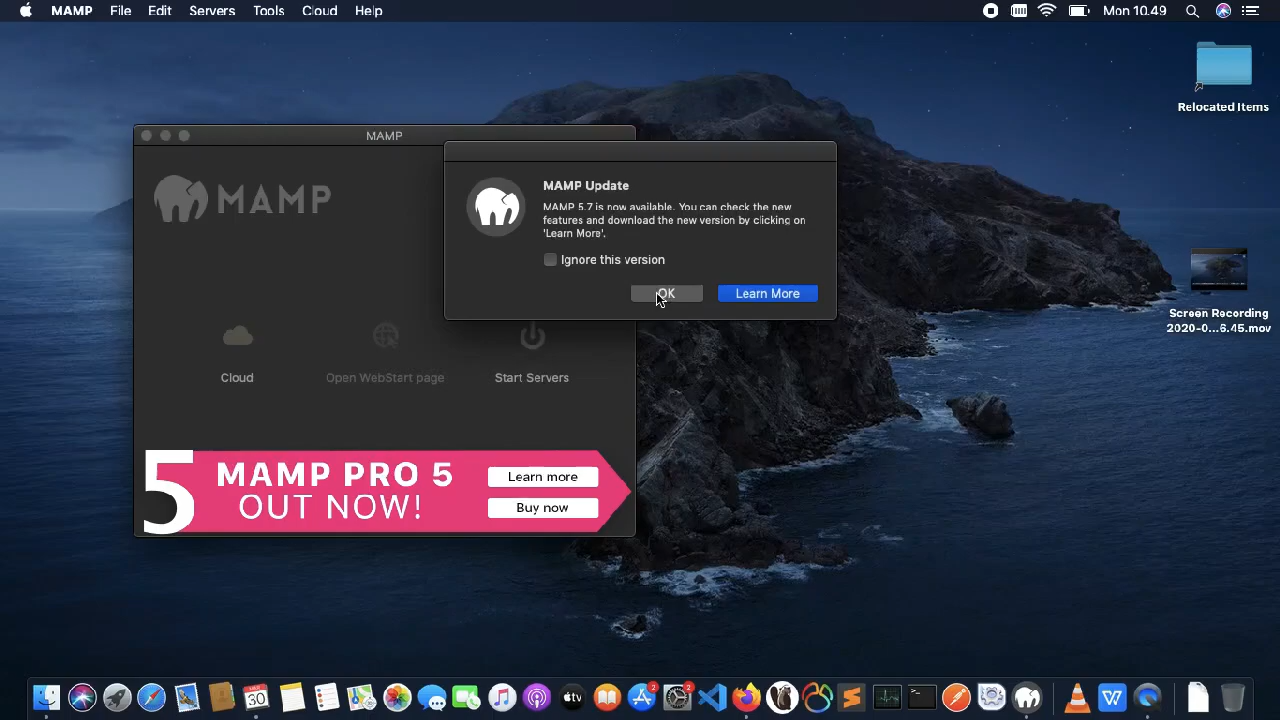 MAMP File Edit Servers Tools Cloud Help Mon 10.49
Relocated Items
MAMP
MAMP
MAMP Update
MAMP 5.7 is now available. You can check the new
features and download the new version by clicking on
'Learn More'.
Ignore this version
OK Learn More
Screen Recording
2020-0...6.45.mov
Cloud Open WebStart page Start Servers
5 MAMP PRO 5
OUT NOW!
Learn more
Buy now
30
2
2
tv
W